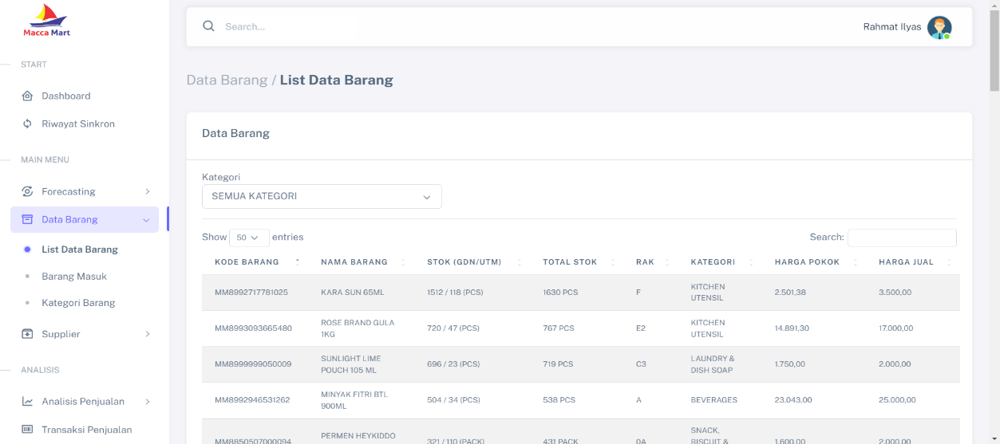 Macca Mart
START
Dashboard
Riwayat Sinkron
MAIN MENU
Forecasting
Data Barang
List Data Barang
Barang Masuk
Kategori Barang
Supplier
ANALISIS
Analisis Penjualan
Transaksi Penjualan
Search...
Rahmat Ilyas
Data Barang / List Data Barang
Data Barang
Kategori
SEMUA KATEGORI
Show 50 entries
Search:
KODE BARANG NAMA BARANG STOK (GDN/UTM) TOTAL STOK RAK KATEGORI HARGA POKOK HARGA JUAL
MM8992717781025 KARA SUN 65ML 1512 / 118 (PCS) 1630 PCS F KITCHEN UTENSIL 2.501,38 3.500,00
MM8993093665480 ROSE BRAND GULA 1KG 720 / 47 (PCS) 767 PCS E2 KITCHEN UTENSIL 14.891,30 17.000,00
MM8999999050009 SUNLIGHT LIME POUCH 105 ML 696 / 23 (PCS) 719 PCS C3 LAUNDRY & DISH SOAP 1.750,00 2.000,00
MM8992946531262 MINYAK FITRI BTL 900ML 504 / 34 (PCS) 538 PCS A BEVERAGES 23.043,00 25.000,00
MM8850507000094 PERMEN HEYKIDDO 321 / 110 (PACK) 431 PACK 0A SNACK, BISCUIT & 1.600,00 2.000,00